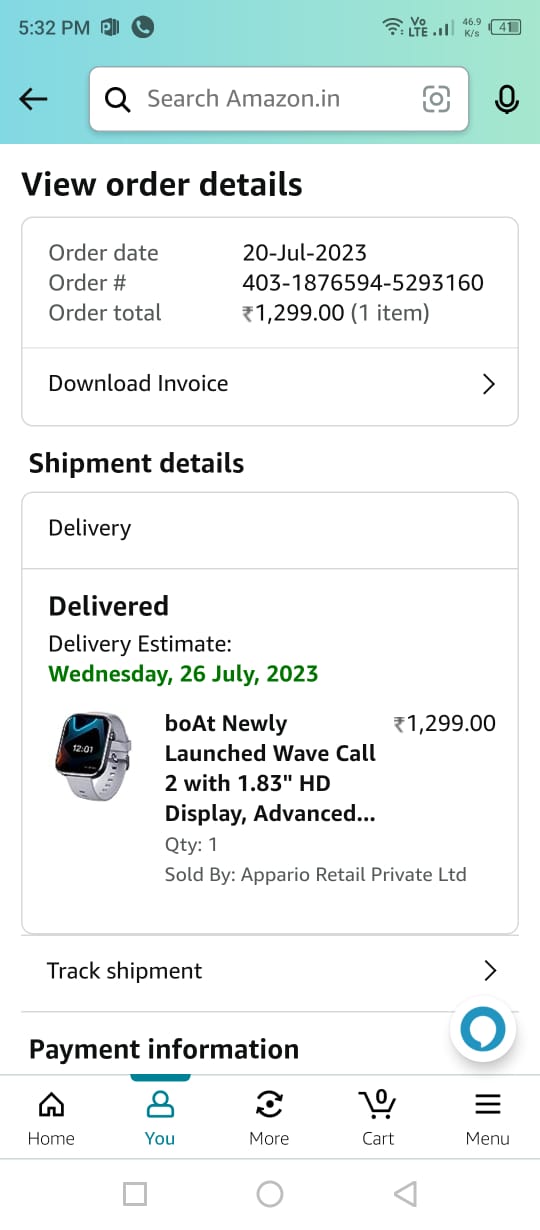 5:32 PM
Vo LTE
46.9 K/s
41
Search Amazon.in
View order details
Order date 20-Jul-2023
Order # 403-1876594-5293160
Order total ₹1,299.00 (1 item)
Download Invoice
Shipment details
Delivery
Delivered
Delivery Estimate:
Wednesday, 26 July, 2023
12:01
boAt Newly ₹1,299.00
Launched Wave Call
2 with 1.83" HD
Display, Advanced...
Qty: 1
Sold By: Appario Retail Private Ltd
Track shipment
Payment information
0
Home You More Cart Menu